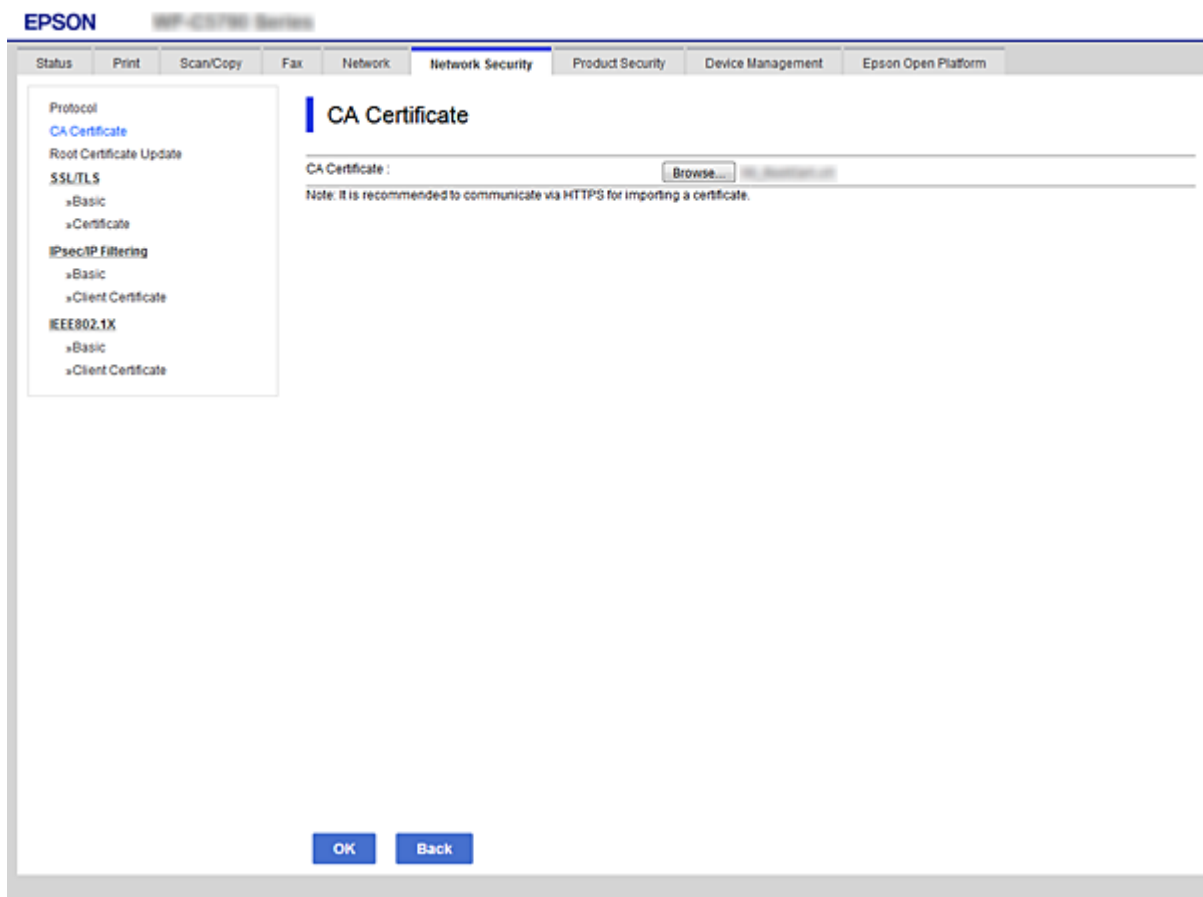 EPSON
Status Print Scan/Copy Fax Network Network Security Product Security Device Management Epson Open Platform
Protocol
CA Certificate
Root Certificate Update
SSL/TLS
»Basic
»Certificate
IPsec/IP Filtering
»Basic
»Client Certificate
IEEE802.1X
»Basic
»Client Certificate
CA Certificate
CA Certificate : Browse...
Note: It is recommended to communicate via HTTPS for importing a certificate.
OK Back